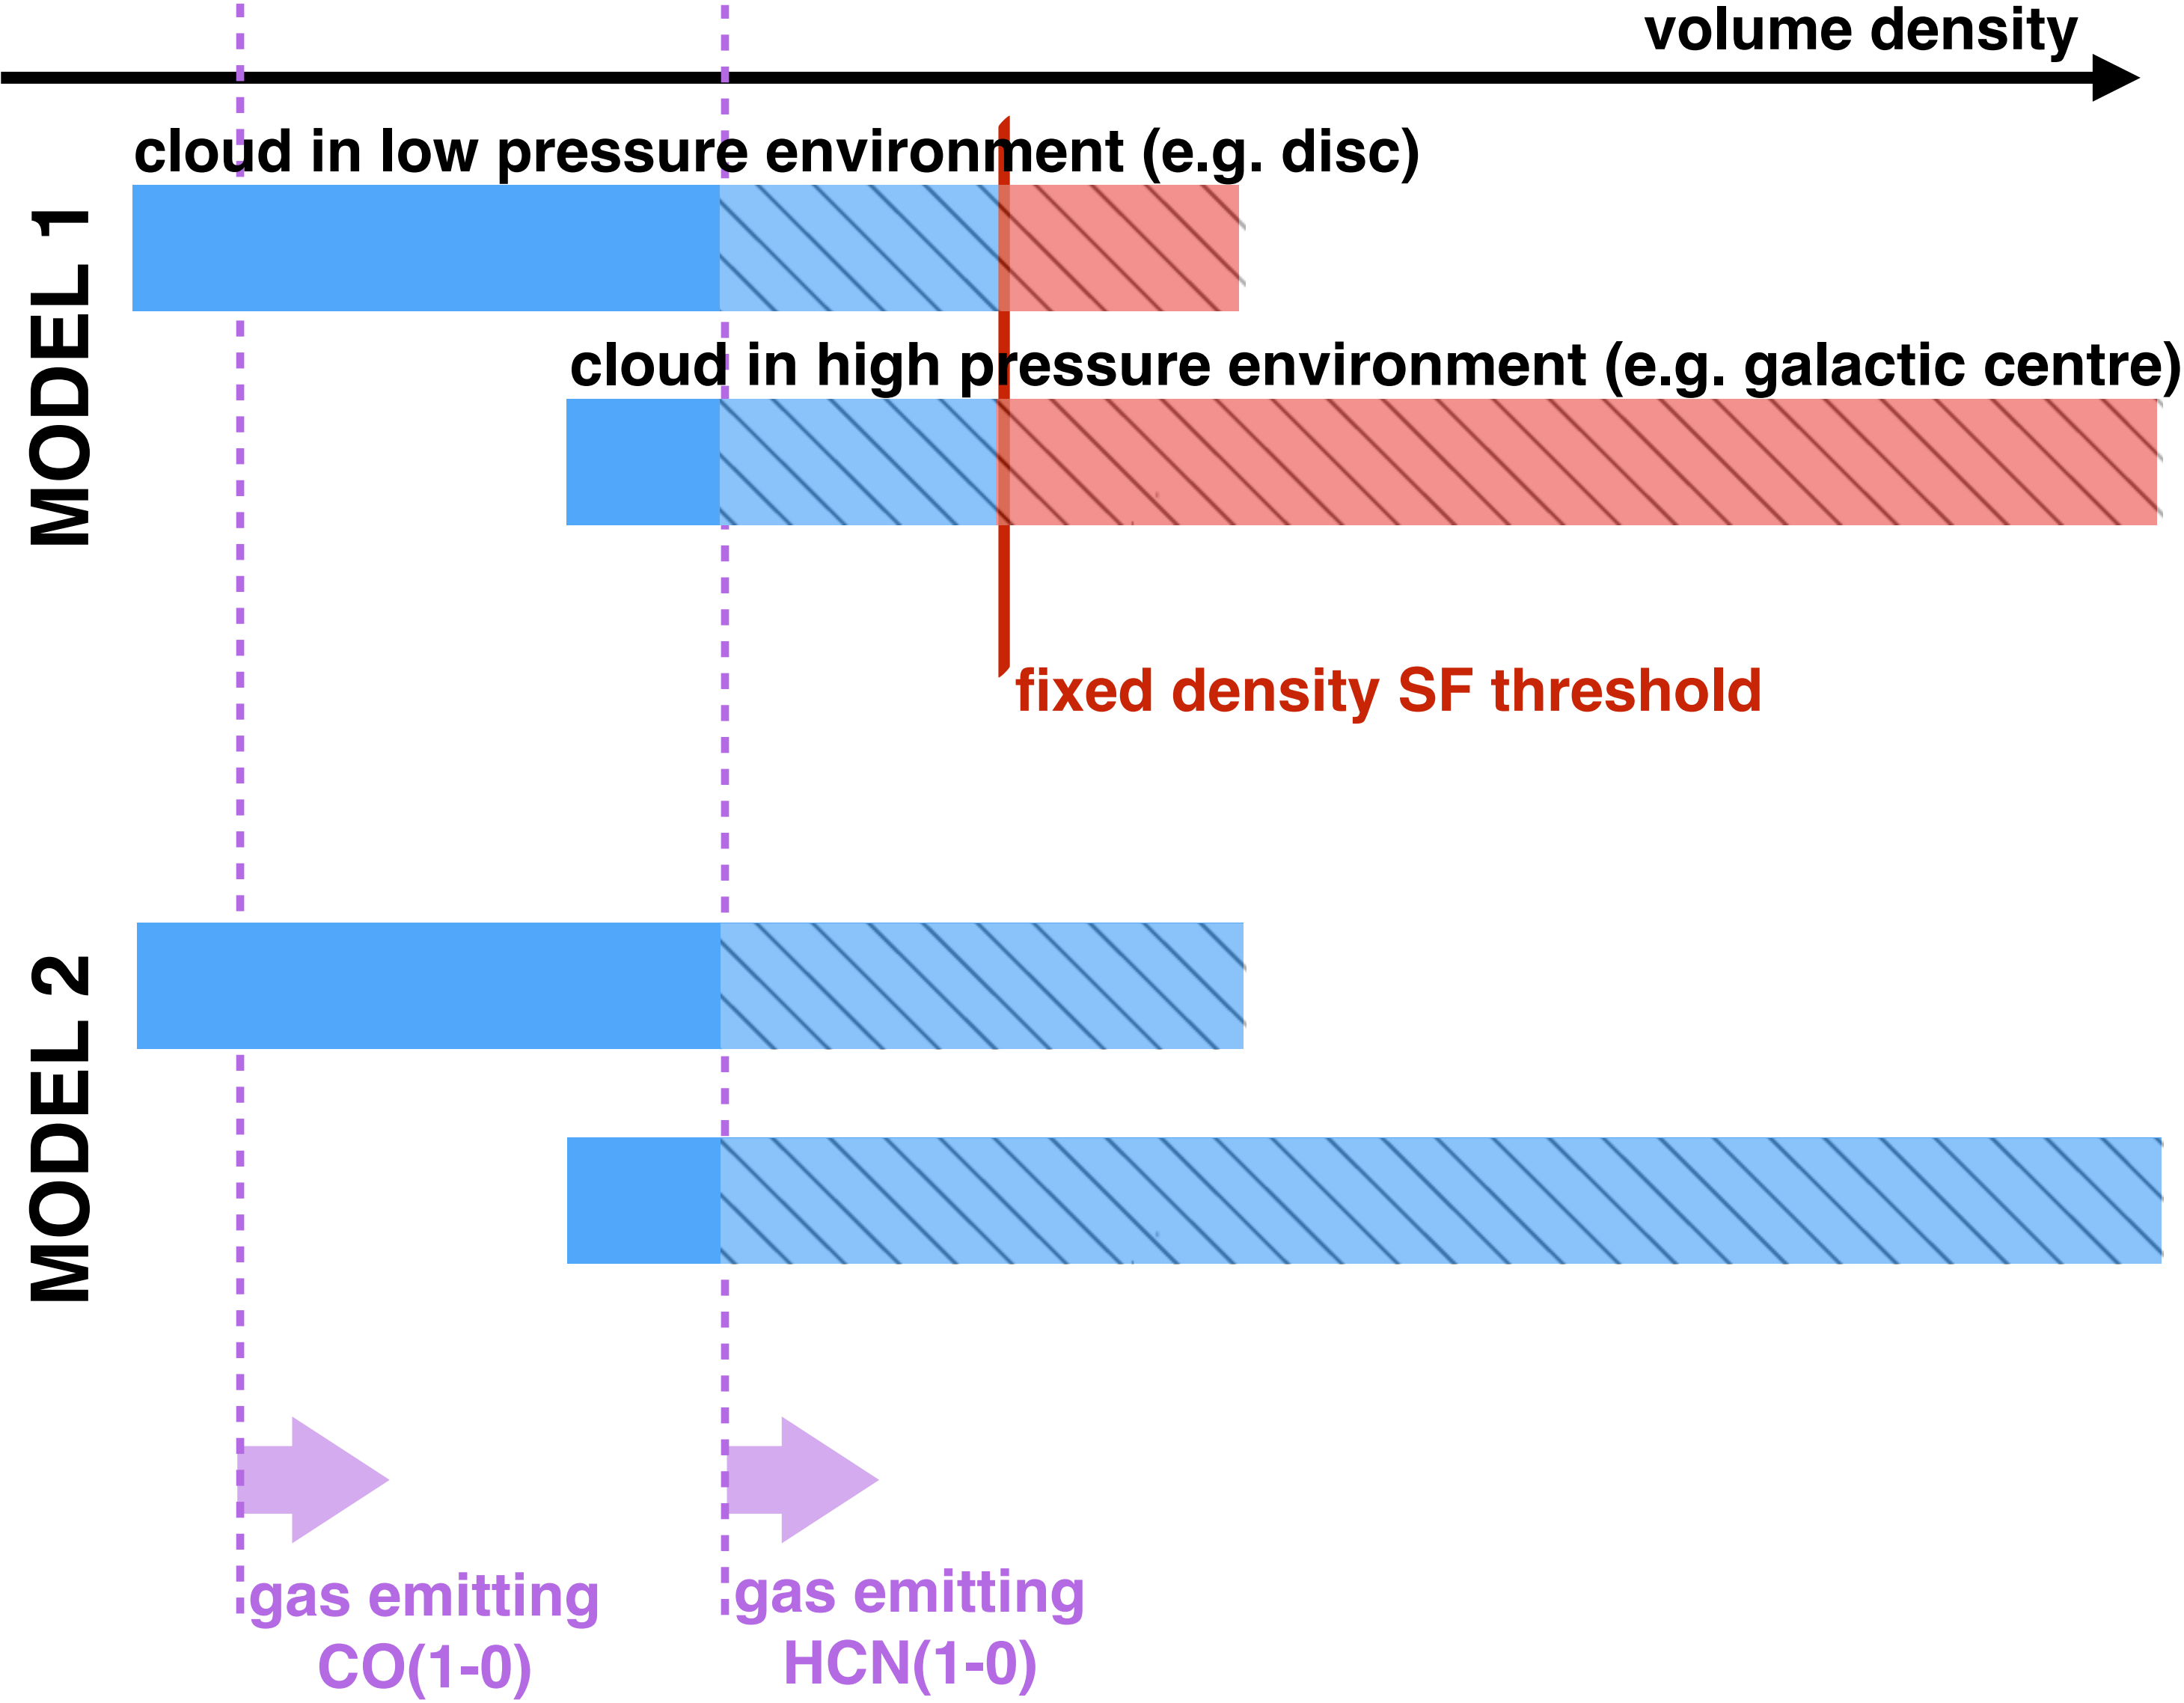 volume density
cloud in low pressure environment (e.g. disc)
MODEL 1
cloud in high pressure environment (e.g. galactic centre)
fixed density SF threshold
MODEL 2
gas emitting
CO(1-0)
gas emitting
HCN(1-0)